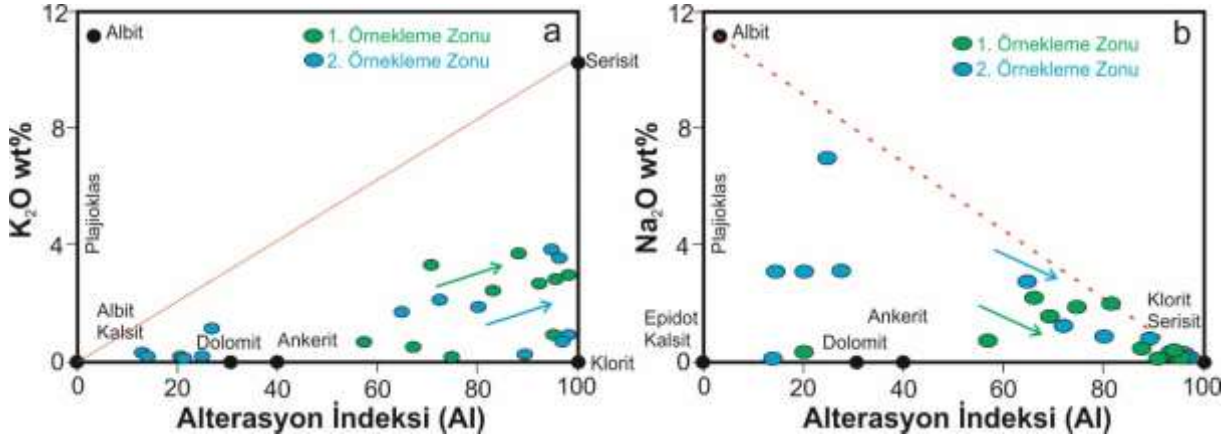 a
12
8
4
0
K₂O wt%
Albit
1. Örnekleme Zonu
2. Örnekleme Zonu
Serisit
Plajioklas
Albit
Kalsit
Dolomit
Ankerit
Klorit
0
20
40
60
80
100
Alterasyon İndeksi (AI)
b
12
8
4
0
Na₂O wt%
Albit
1. Örnekleme Zonu
2. Örnekleme Zonu
Plajioklas
Epidot
Kalsit
Ankerit
Dolomit
Klorit
Serisit
0
20
40
60
80
100
Alterasyon İndeksi (AI)